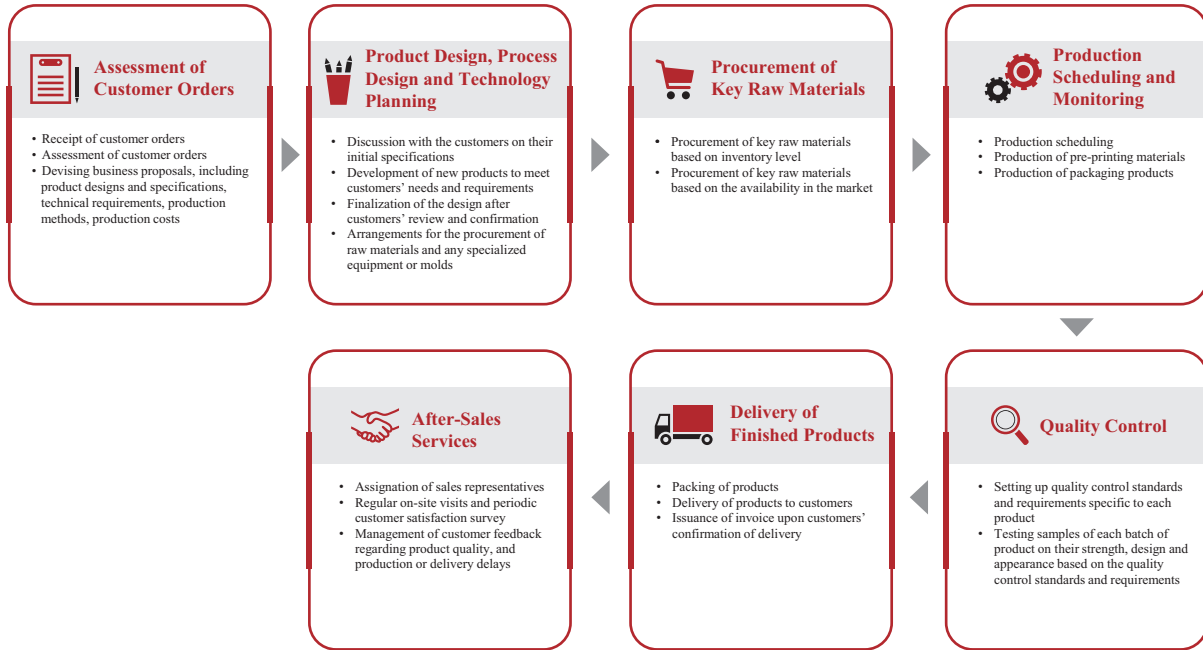 Assessment of
Customer Orders
• Receipt of customer orders
• Assessment of customer orders
• Devising business proposals, including
product designs and specifications,
technical requirements, production
methods, production costs
Product Design, Process
Design and Technology
Planning
• Discussion with the customers on their
initial specifications
• Development of new products to meet
customers’ needs and requirements
• Finalization of the design after
customers’ review and confirmation
• Arrangements for the procurement of
raw materials and any specialized
equipment or molds
Procurement of
Key Raw Materials
• Procurement of key raw materials
based on inventory level
• Procurement of key raw materials
based on the availability in the market
Production
Scheduling and
Monitoring
• Production scheduling
• Production of pre-printing materials
• Production of packaging products
Quality Control
• Setting up quality control standards
and requirements specific to each
product
• Testing samples of each batch of
product on their strength, design and
appearance based on the quality
control standards and requirements
Delivery of
Finished Products
• Packing of products
• Delivery of products to customers
• Issuance of invoice upon customers’
confirmation of delivery
After-Sales
Services
• Assignation of sales representatives
• Regular on-site visits and periodic
customer satisfaction survey
• Management of customer feedback
regarding product quality, and
production or delivery delays